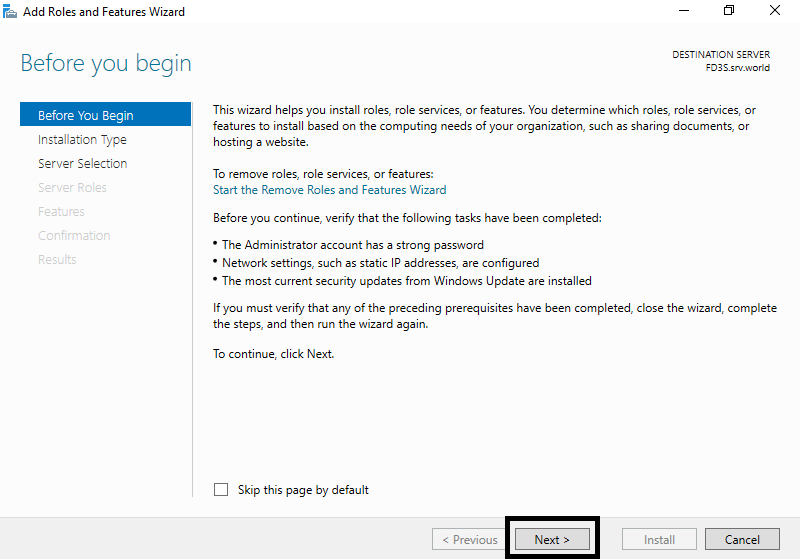 Add Roles and Features Wizard
Before you begin
DESTINATION SERVER
FD3S.srv.world
Before You Begin
Installation Type
Server Selection
Server Roles
Features
Confirmation
Results
This wizard helps you install roles, role services, or features. You determine which roles, role services, or
features to install based on the computing needs of your organization, such as sharing documents, or
hosting a website.
To remove roles, role services, or features:
Start the Remove Roles and Features Wizard
Before you continue, verify that the following tasks have been completed:
• The Administrator account has a strong password
• Network settings, such as static IP addresses, are configured
• The most current security updates from Windows Update are installed
If you must verify that any of the preceding prerequisites have been completed, close the wizard, complete
the steps, and then run the wizard again.
To continue, click Next.
Skip this page by default
< Previous
Next >
Install
Cancel